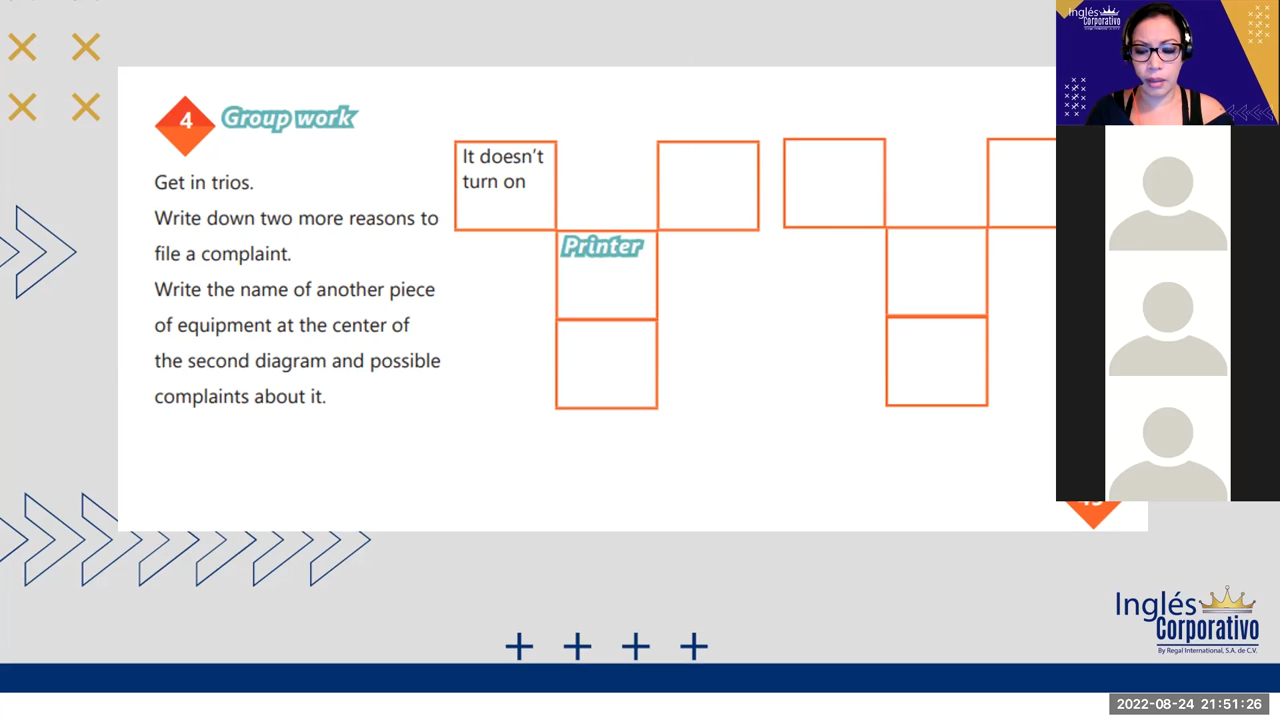 4
Group work
Get in trios.
Write down two more reasons to
file a complaint.
Write the name of another piece
of equipment at the center of
the second diagram and possible
complaints about it.
It doesn't
turn on
Printer
Inglés
Corporativo
Inglés
Corporativo
By Regal International, S.A. de C.V.
2022-08-24 21:51:26